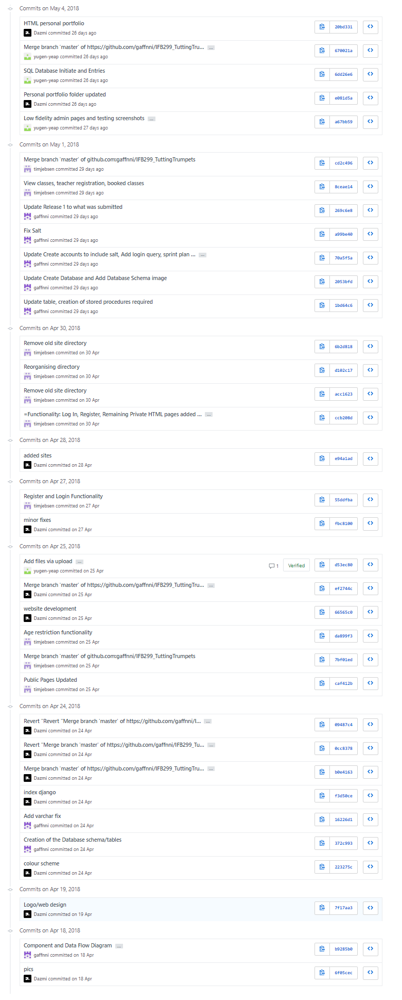 Commits on May 4, 2018
HTML personal portfolio
Dazmi committed 26 days ago
20bd331
Merge branch 'master' of https://github.com/gaffnni/IFB299_TuttingTru... ...
yugen-yeap committed 26 days ago
670021a
SQL Database Initiate and Entries
yugen-yeap committed 26 days ago
6dd26e6
Personal portfolio folder updated
Dazmi committed 26 days ago
e081d5a
Low fidelity admin pages and testing screenshots ...
yugen-yeap committed 27 days ago
a67bb59
Commits on May 1, 2018
Merge branch 'master' of github.com:gaffnni/IFB299_TuttingTrumpets
timjebsen committed 29 days ago
cd2c496
View classes, teacher registration, booked classes
timjebsen committed 29 days ago
8ceae14
Update Release 1 to what was submitted
gaffnni committed 29 days ago
269c6e8
Fix Salt
gaffnni committed 29 days ago
a99be40
Update Create accounts to include salt, Add login query, sprint plan ... ...
gaffnni committed 29 days ago
70a5f5a
Update Create Database and Add Database Schema image
gaffnni committed 29 days ago
2053bfd
Update table, creation of stored procedures required
gaffnni committed 29 days ago
1bd64c6
Commits on Apr 30, 2018
Remove old site directory
timjebsen committed on 30 Apr
6b2d818
Reorganising directory
timjebsen committed on 30 Apr
d102c17
Remove old site directory
timjebsen committed on 30 Apr
acc1623
=Functionality: Log In, Register, Remaining Private HTML pages added ... ...
timjebsen committed on 30 Apr
ccb208d
Commits on Apr 28, 2018
added sites
Dazmi committed on 28 Apr
e94a1ad
Commits on Apr 27, 2018
Register and Login Functionality
timjebsen committed on 27 Apr
55ddfba
minor fixes
Dazmi committed on 27 Apr
fbc8100
Commits on Apr 25, 2018
Add files via upload ...
yugen-yeap committed on 25 Apr
1 Verified d53ec80
Merge branch 'master' of https://github.com/gaffnni/IFB299_TuttingTru... ...
Dazmi committed on 25 Apr
ef2744c
website development
Dazmi committed on 25 Apr
66565c0
Age restriction functionality
timjebsen committed on 25 Apr
da899f3
Merge branch 'master' of github.com:gaffnni/IFB299_TuttingTrumpets
timjebsen committed on 25 Apr
7bf01ed
Public Pages Updated
timjebsen committed on 25 Apr
caf412b
Commits on Apr 24, 2018
Revert "Revert "Merge branch 'master' of https://github.com/gaffnni/I... ...
Dazmi committed on 24 Apr
09487c4
Revert "Merge branch 'master' of https://github.com/gaffnni/IFB299_Tu... ...
Dazmi committed on 24 Apr
0cc8378
Merge branch 'master' of https://github.com/gaffnni/IFB299_TuttingTru... ...
Dazmi committed on 24 Apr
b0e4163
index django
Dazmi committed on 24 Apr
f3d50ce
Add varchar fix
gaffnni committed on 24 Apr
16226d1
Creation of the Database schema/tables
gaffnni committed on 24 Apr
372c993
colour scheme
Dazmi committed on 24 Apr
223275c
Commits on Apr 19, 2018
Logo/web design
Dazmi committed on 19 Apr
7f17aa3
Commits on Apr 18, 2018
Component and Data Flow Diagram ...
gaffnni committed on 18 Apr
b9285b0
pics
Dazmi committed on 18 Apr
6f05cec